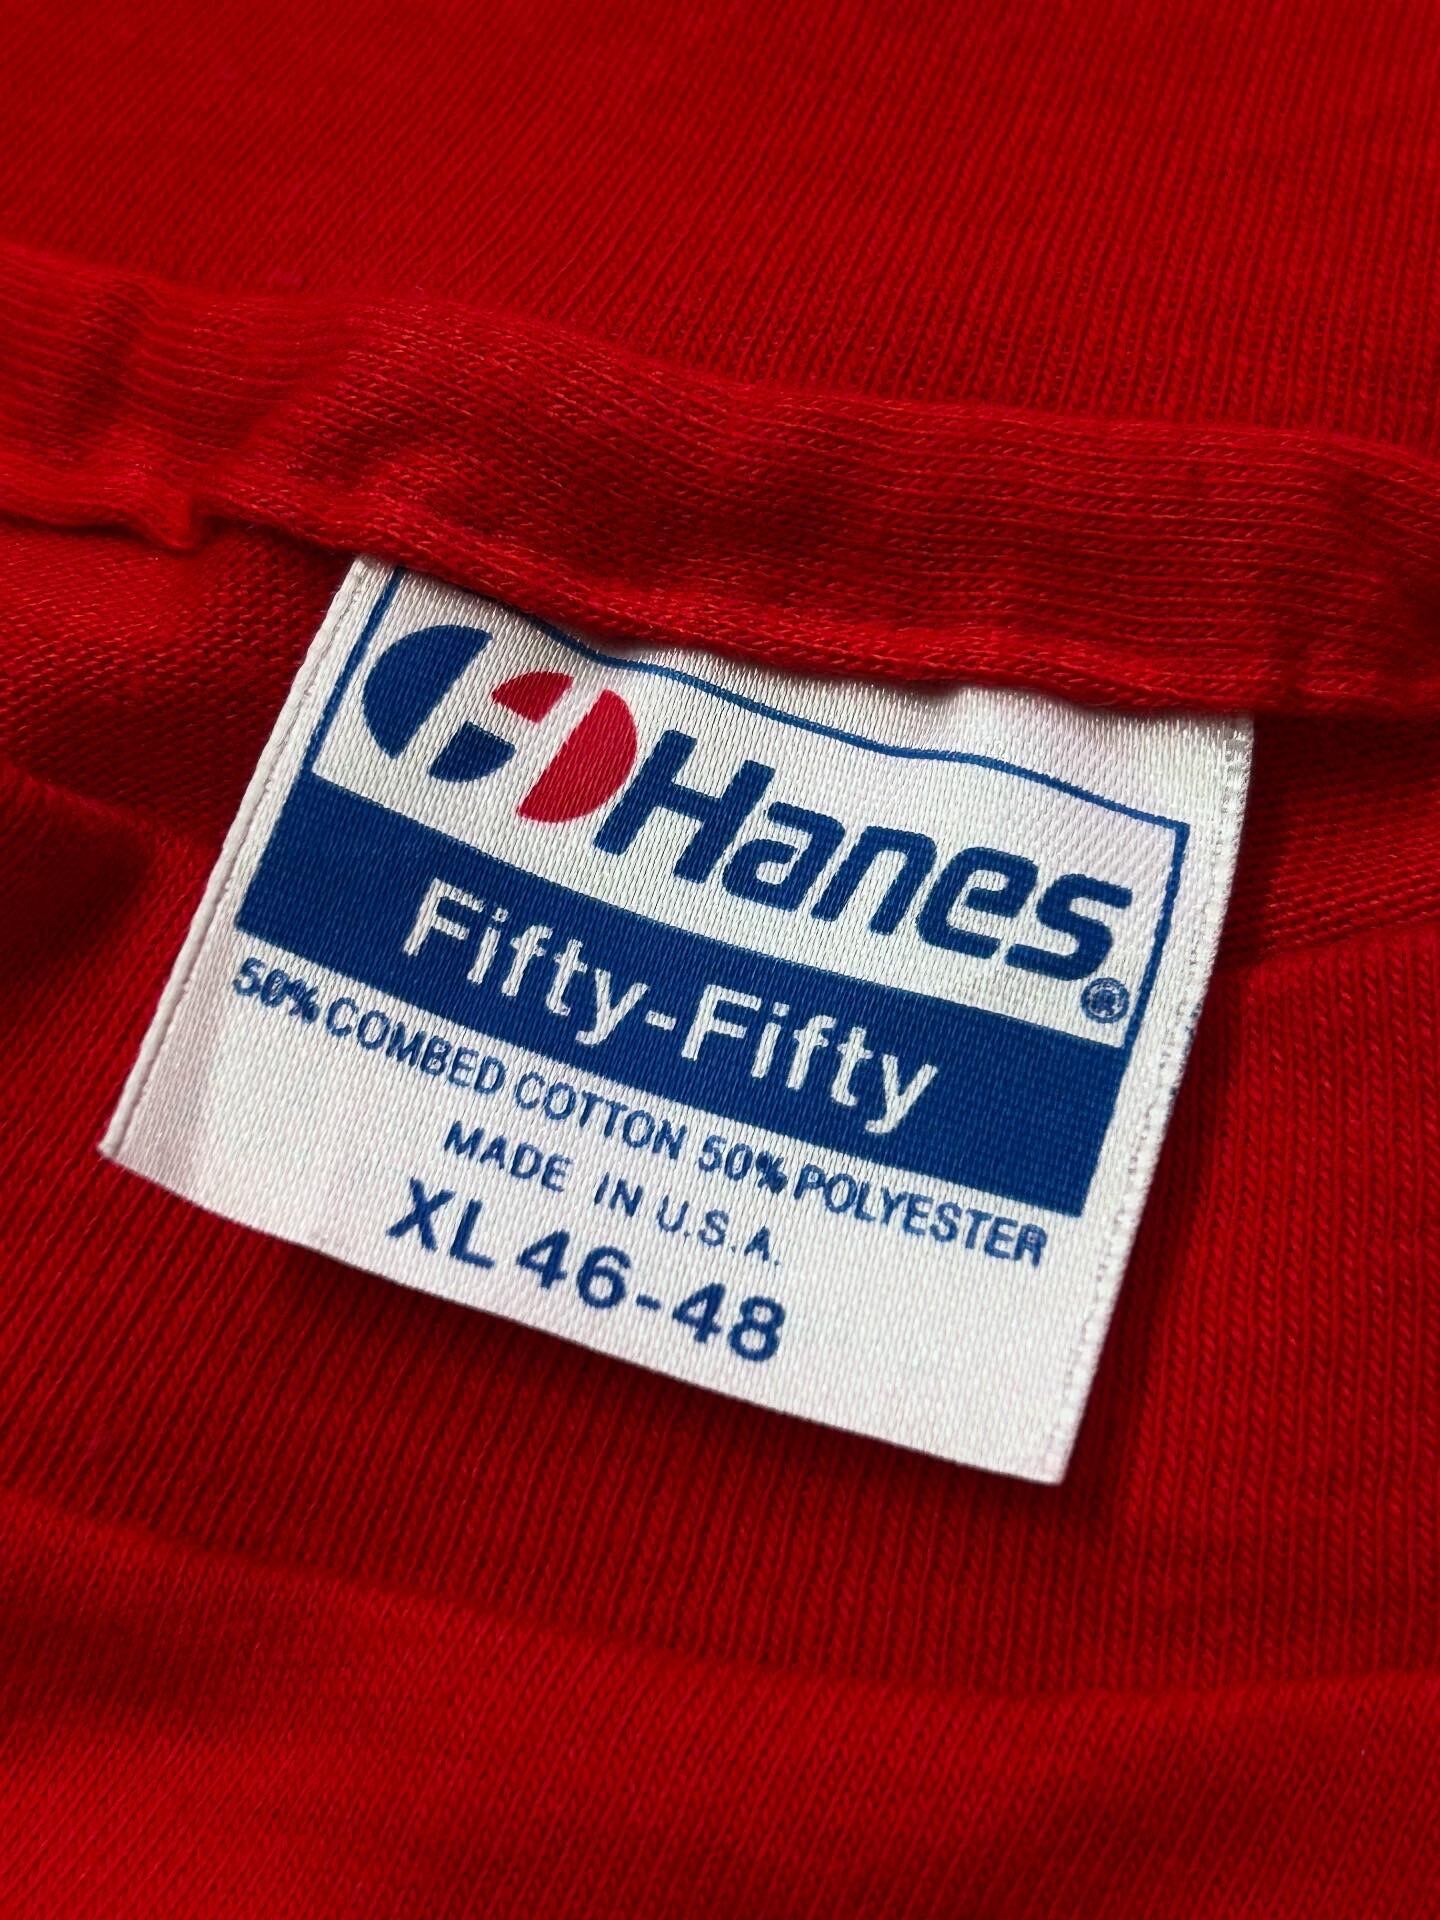 Hanes®
Fifty-Fifty
50% COMBED COTTON 50% POLYESTER
MADE IN U.S.A.
XL 46-48